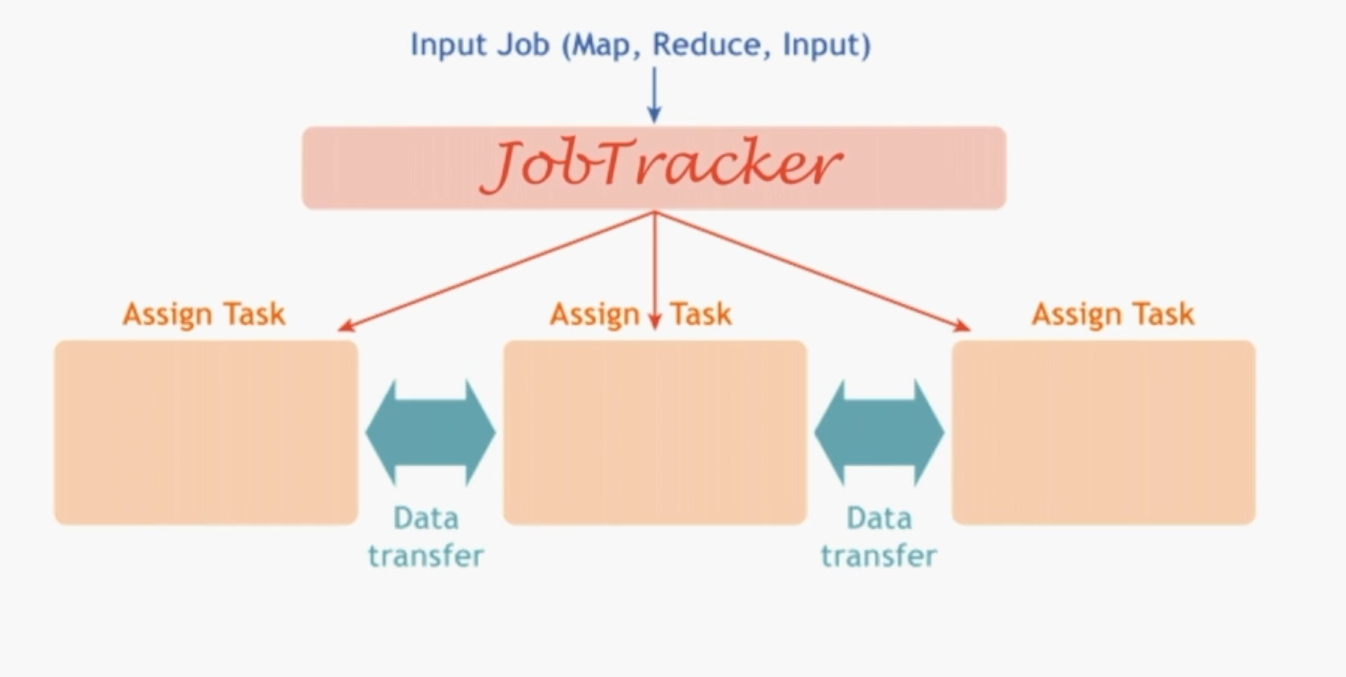 Input Job (Map, Reduce, Input)
JobTracker
Assign Task
Assign Task
Assign Task
Data
transfer
Data
transfer